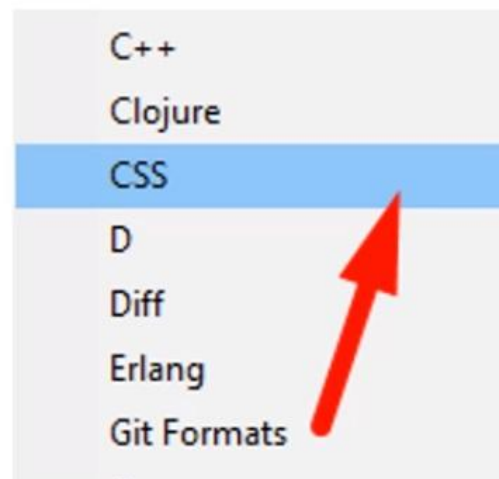 C++
Clojure
CSS
D
Diff
Erlang
Git Formats